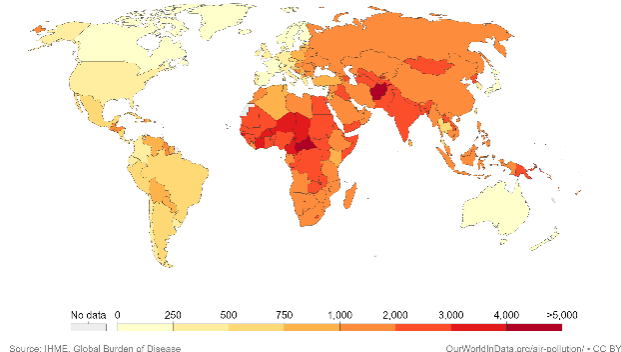 No data 0 250 500 750 1,000 2,000 3,000 4,000 >5,000
Source: IHME, Global Burden of Disease OurWorldInData.org/air-pollution/ • CC BY